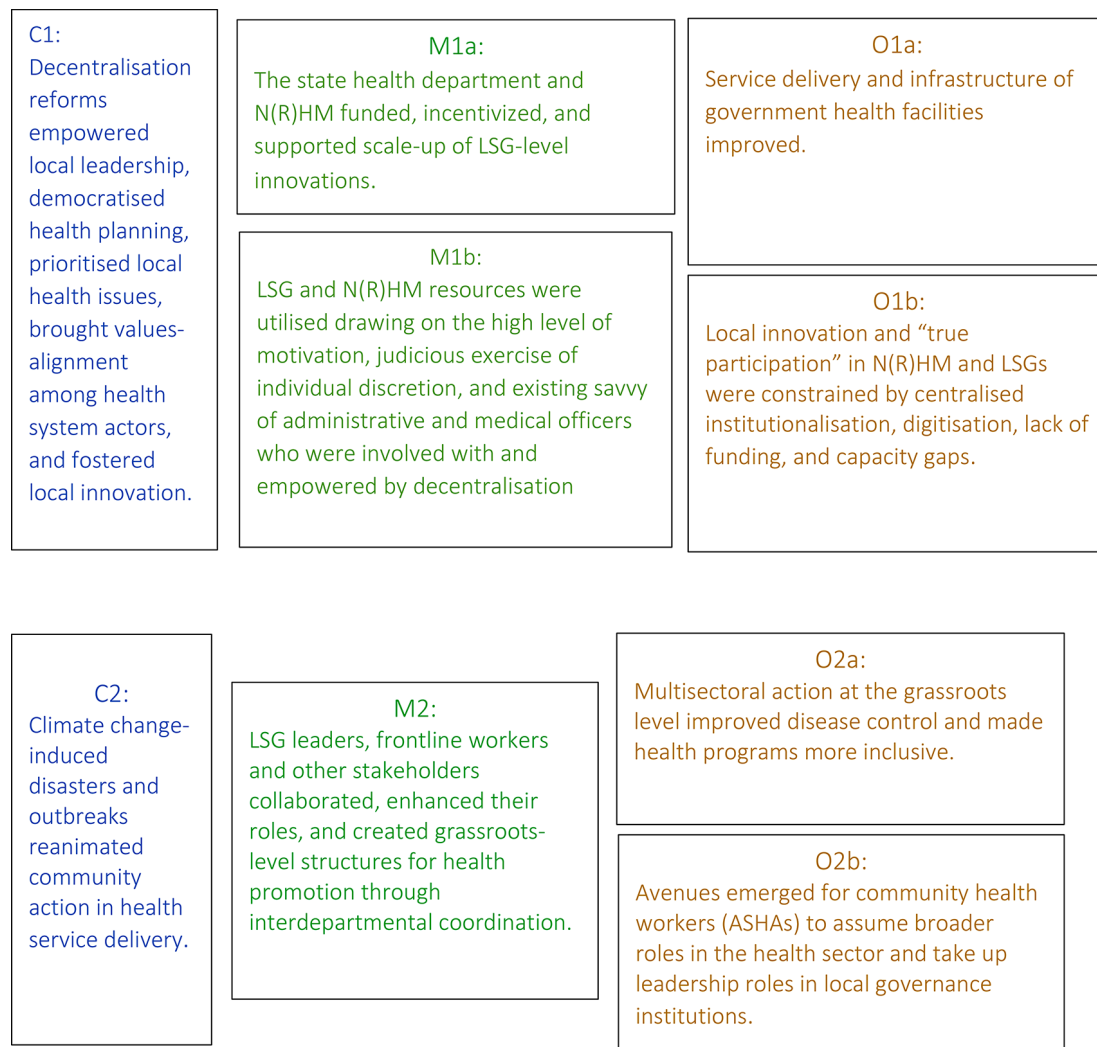 C1:
Decentralisation
reforms
empowered
local leadership,
democratised
health planning,
prioritised local
health issues,
brought values-
alignment
among health
system actors,
and fostered
local innovation.
M1a:
The state health department and
N(R)HM funded, incentivized, and
supported scale-up of LSG-level
innovations.
M1b:
LSG and N(R)HM resources were
utilised drawing on the high level of
motivation, judicious exercise of
individual discretion, and existing savvy
of administrative and medical officers
who were involved with and
empowered by decentralisation
O1a:
Service delivery and infrastructure of
government health facilities
improved.
O1b:
Local innovation and “true
participation” in N(R)HM and LSGs
were constrained by centralised
institutionalisation, digitisation, lack of
funding, and capacity gaps.
C2:
Climate change-
induced
disasters and
outbreaks
reanimated
community
action in health
service delivery.
M2:
LSG leaders, frontline workers
and other stakeholders
collaborated, enhanced their
roles, and created grassroots-
level structures for health
promotion through
interdepartmental coordination.
O2a:
Multisectoral action at the grassroots
level improved disease control and made
health programs more inclusive.
O2b:
Avenues emerged for community health
workers (ASHAs) to assume broader
roles in the health sector and take up
leadership roles in local governance
institutions.